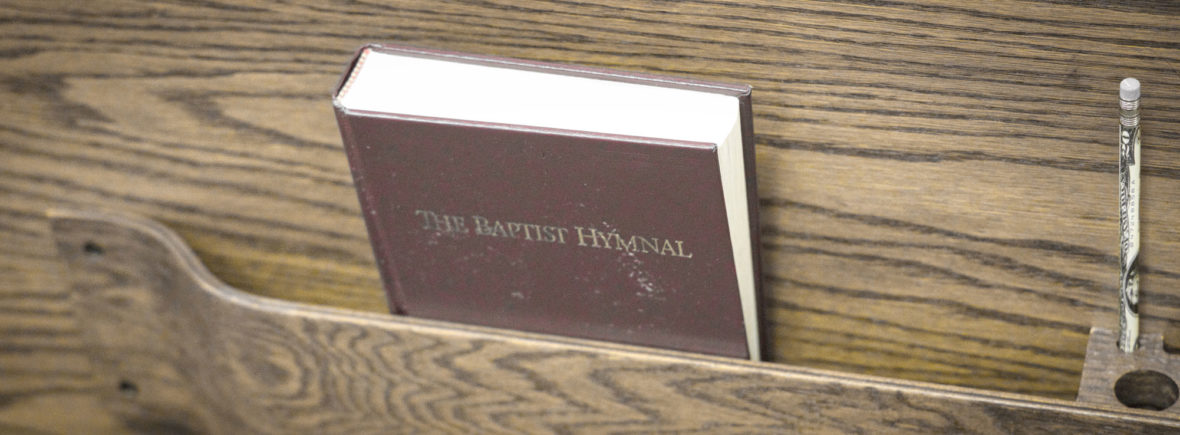 THE BAPTIST HYMNAL